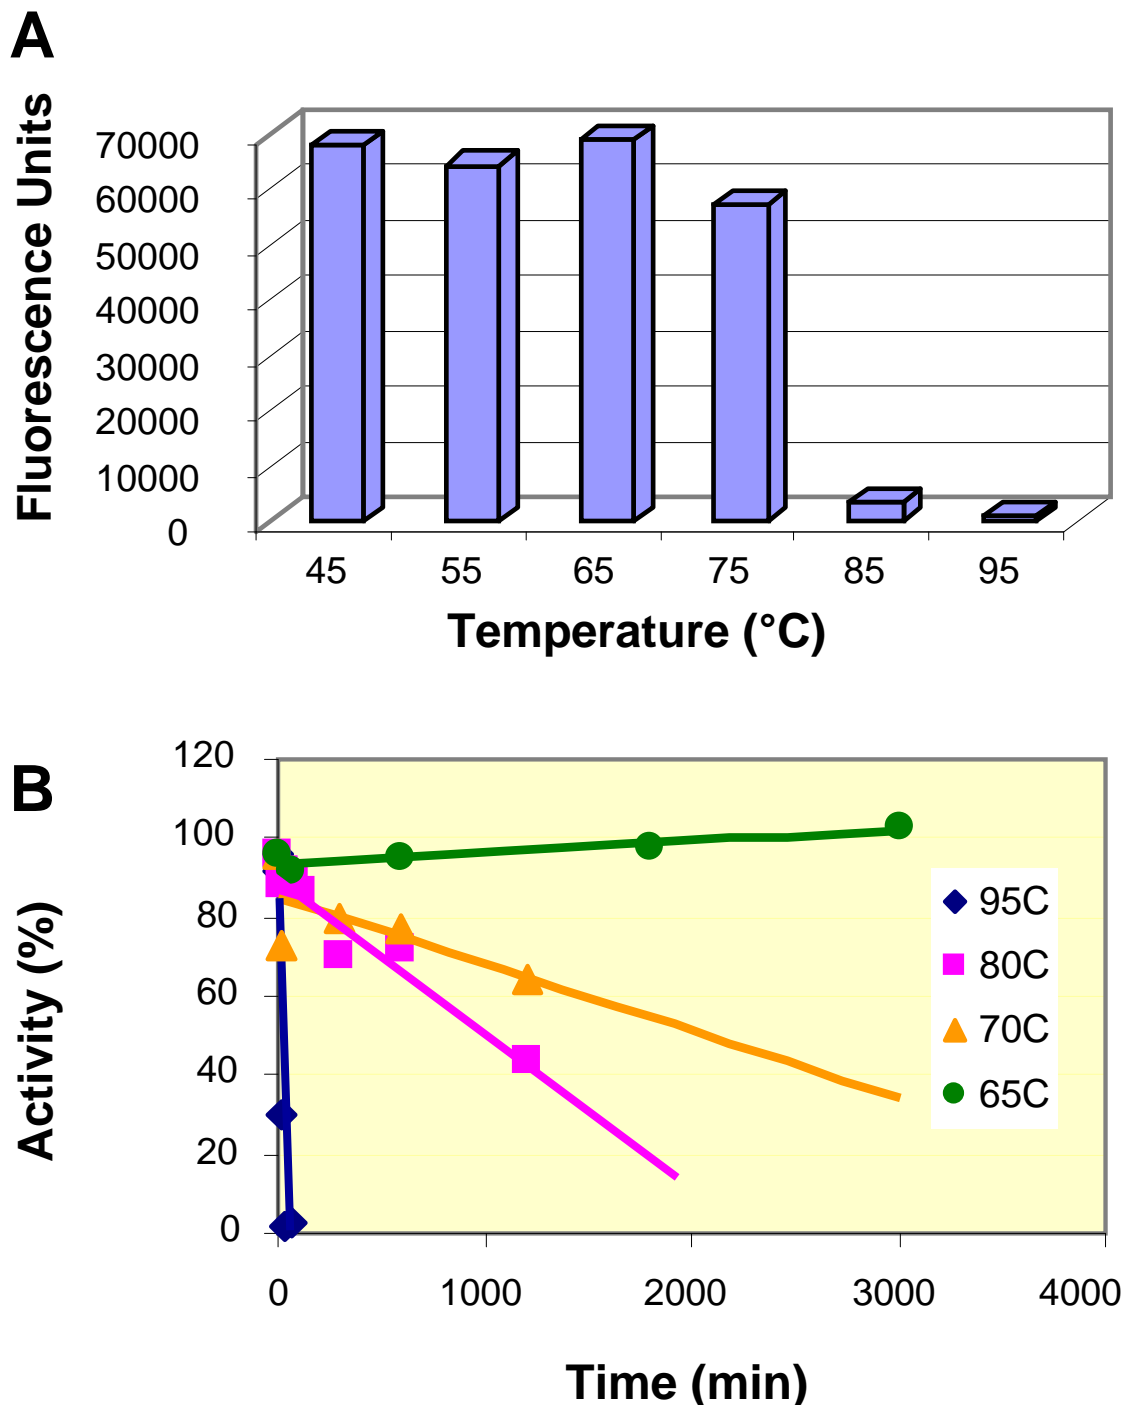 A
Fluorescence Units
70000
60000
50000
40000
30000
20000
10000
0
45 55 65 75 85 95
Temperature (°C)
B
Activity (%)
120
100
80
60
40
20
0
95C
80C
70C
65C
0 1000 2000 3000 4000
Time (min)